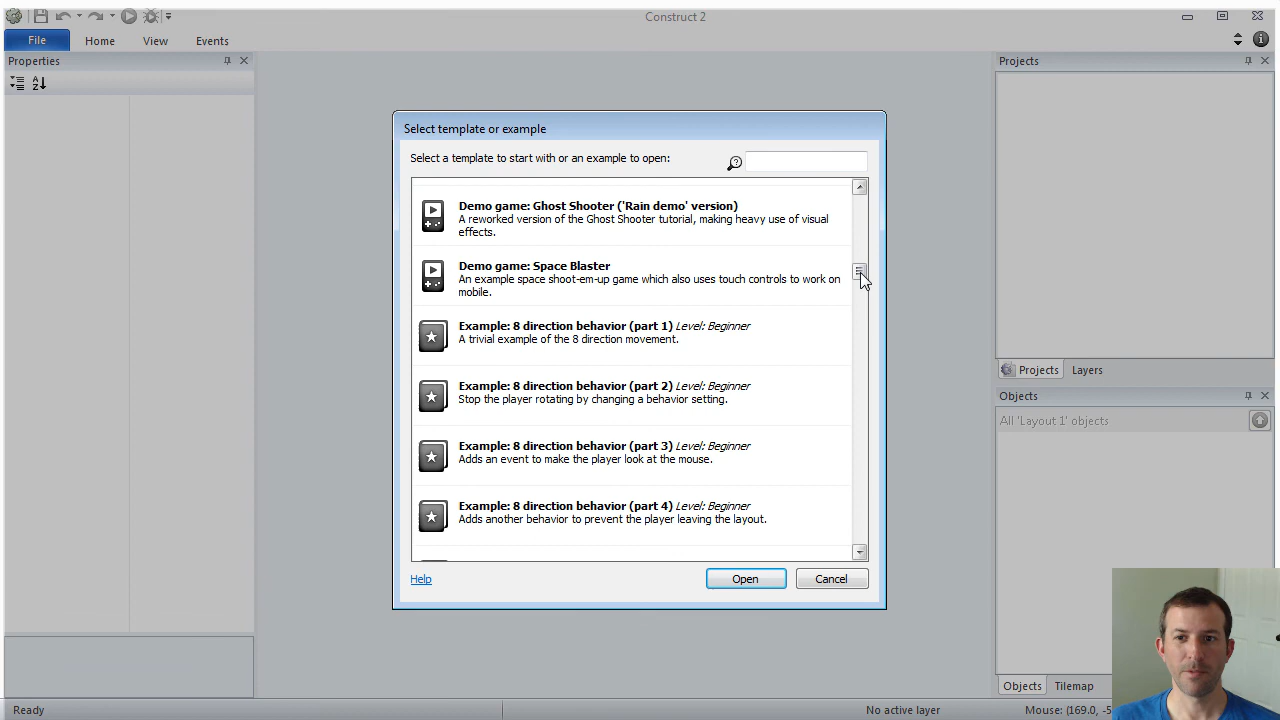 Construct 2
File Home View Events
Properties
Projects
Select template or example
Select a template to start with or an example to open:
Demo game: Ghost Shooter ('Rain demo' version)
A reworked version of the Ghost Shooter tutorial, making heavy use of visual
effects.
Demo game: Space Blaster
An example space shoot-em-up game which also uses touch controls to work on
mobile.
Example: 8 direction behavior (part 1) Level: Beginner
A trivial example of the 8 direction movement.
Example: 8 direction behavior (part 2) Level: Beginner
Stop the player rotating by changing a behavior setting.
Example: 8 direction behavior (part 3) Level: Beginner
Adds an event to make the player look at the mouse.
Example: 8 direction behavior (part 4) Level: Beginner
Adds another behavior to prevent the player leaving the layout.
Help
Open
Cancel
Projects Layers
Objects
All 'Layout 1' objects
Objects Tilemap
Ready
No active layer
Mouse: (169.0, -5